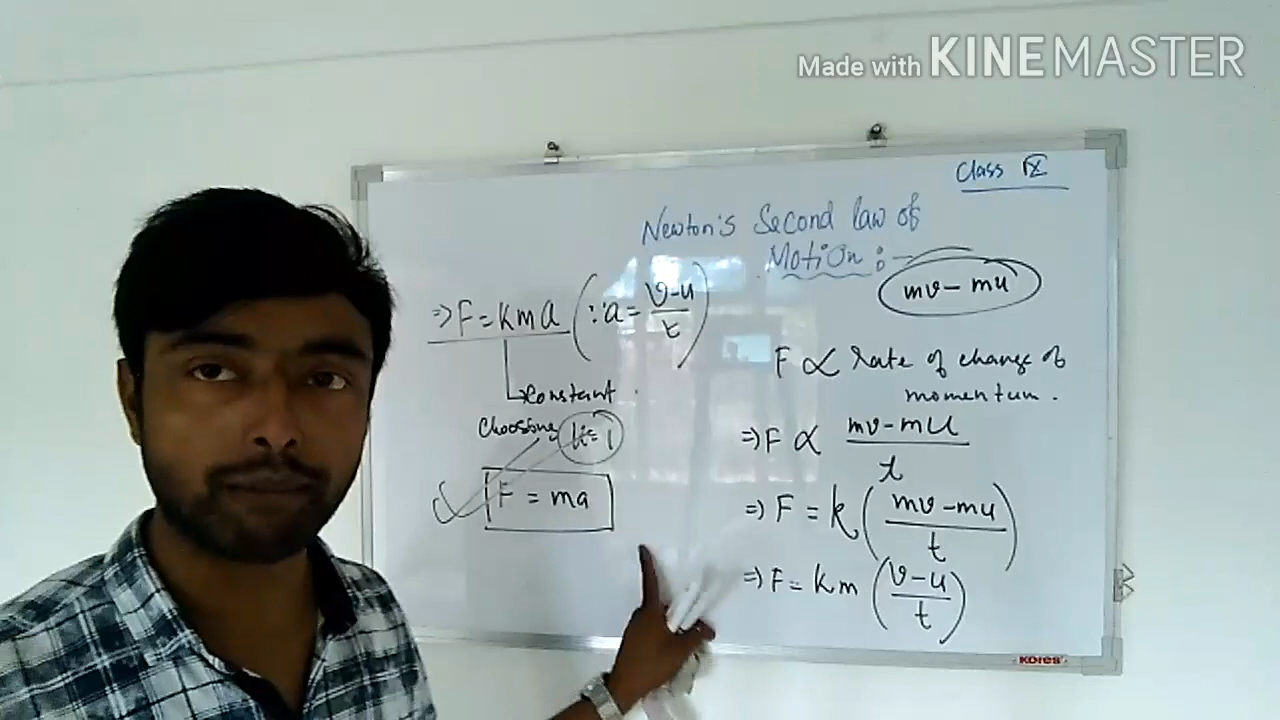 Made with KINEMASTER
Class IX
Newton's Second law of
Motion :-
mv - mu
F ∝ Rate of change of
momentum.
⇒ F ∝ mv - mu / t
⇒ F = k (mv - mu / t)
⇒ F = km (v - u / t)
⇒ F = kma (∵ a = v - u / t)
constant.
Choosing k = 1
F = ma
KOREs